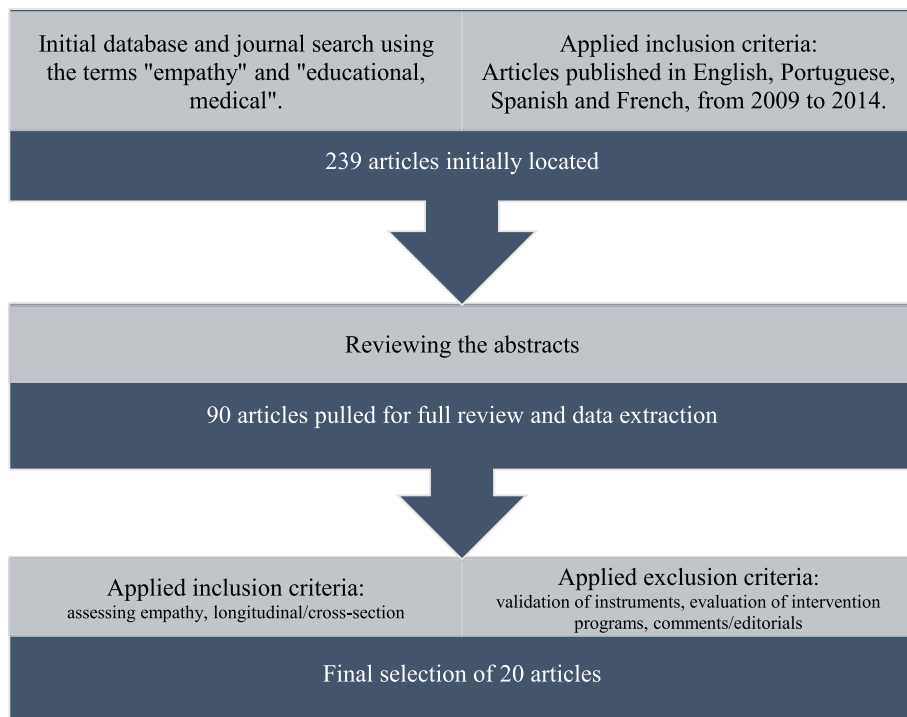 Initial database and journal search using
the terms "empathy" and "educational,
medical".
Applied inclusion criteria:
Articles published in English, Portuguese,
Spanish and French, from 2009 to 2014.
239 articles initially located
Reviewing the abstracts
90 articles pulled for full review and data extraction
Applied inclusion criteria:
assessing empathy, longitudinal/cross-section
Applied exclusion criteria:
validation of instruments, evaluation of intervention
programs, comments/editorials
Final selection of 20 articles